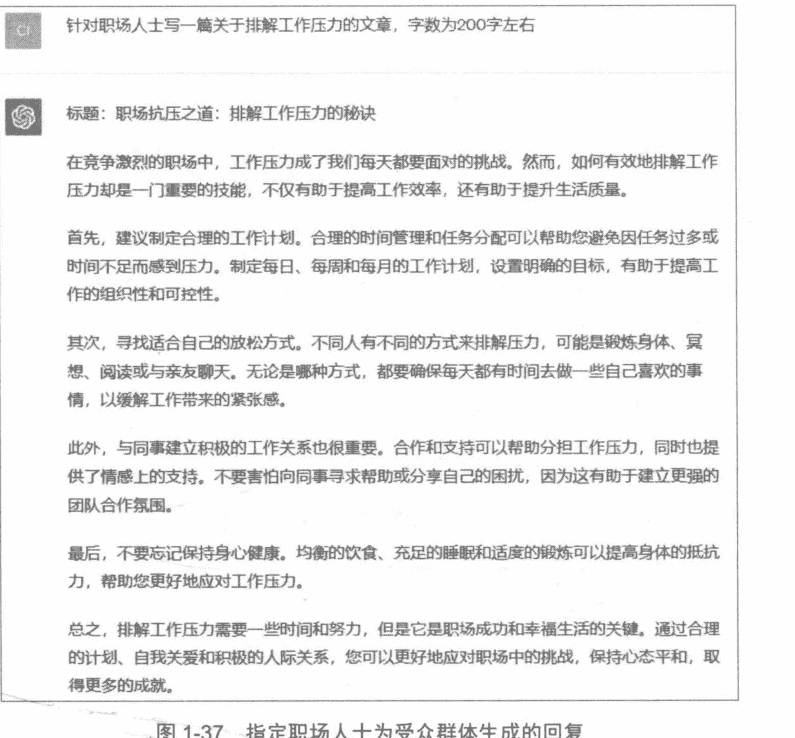 CI
针对职场人士写一篇关于排解工作压力的文章，字数为200字左右
标题：职场抗压之道：排解工作压力的秘诀
在竞争激烈的职场中，工作压力成了我们每天都要面对的挑战。然而，如何有效地排解工作
压力却是一门重要的技能，不仅有助于提高工作效率，还有助于提升生活质量。
首先，建议制定合理的工作计划。合理的时间管理和任务分配可以帮助您避免因任务过多或
时间不足而感到压力。制定每日、每周和每月的工作计划，设置明确的目标，有助于提高工
作的组织性和可控性。
其次，寻找适合自己的放松方式。不同人有不同的方式来排解压力，可能是锻炼身体、冥
想、阅读或与亲友聊天。无论是哪种方式，都要确保每天都有时间去做一些自己喜欢的事
情，以缓解工作带来的紧张感。
此外，与同事建立积极的工作关系也很重要。合作和支持可以帮助分担工作压力，同时也提
供了情感上的支持。不要害怕向同事寻求帮助或分享自己的困扰，因为这有助于建立更强的
团队合作氛围。
最后，不要忘记保持身心健康。均衡的饮食、充足的睡眠和适度的锻炼可以提高身体的抵抗
力，帮助您更好地应对工作压力。
总之，排解工作压力需要一些时间和努力，但是它是职场成功和幸福生活的关键。通过合理
的计划、自我关爱和积极的人际关系，您可以更好地应对职场中的挑战，保持心态平和，取
得更多的成就。
图 1-37 指定职场人士为受众群体生成的回复